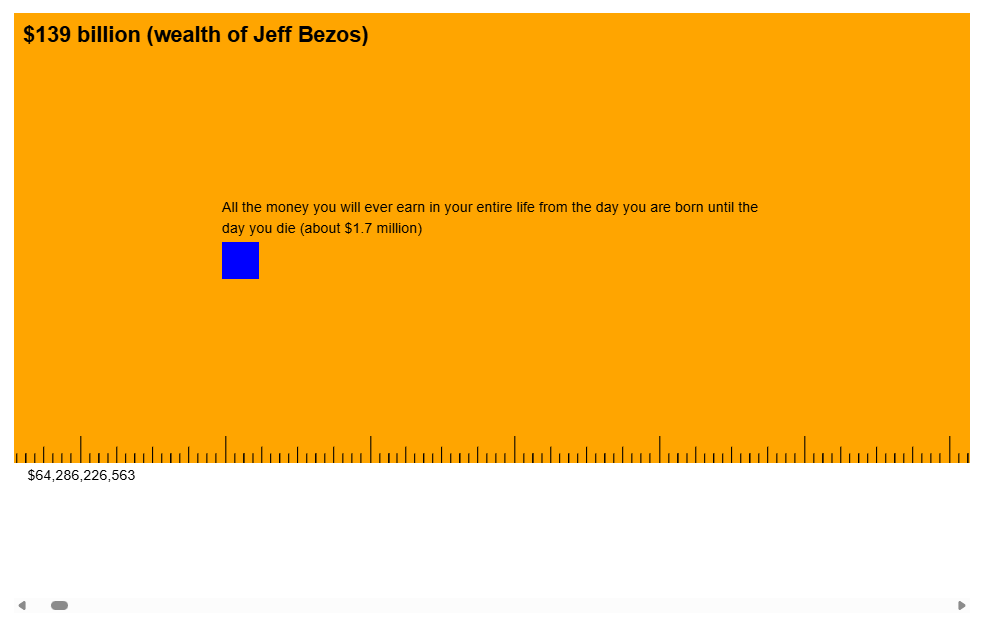 $139 billion (wealth of Jeff Bezos)
All the money you will ever earn in your entire life from the day you are born until the
day you die (about $1.7 million)
$64,286,226,563